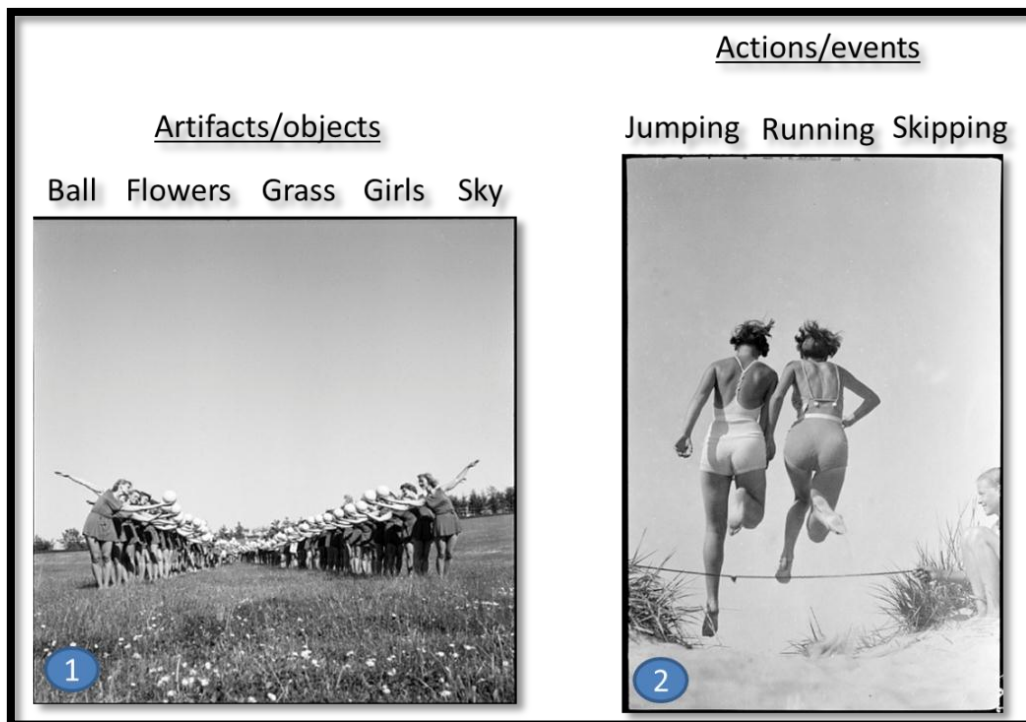 Artifacts/objects
Ball Flowers Grass Girls Sky
1
Actions/events
Jumping Running Skipping
2